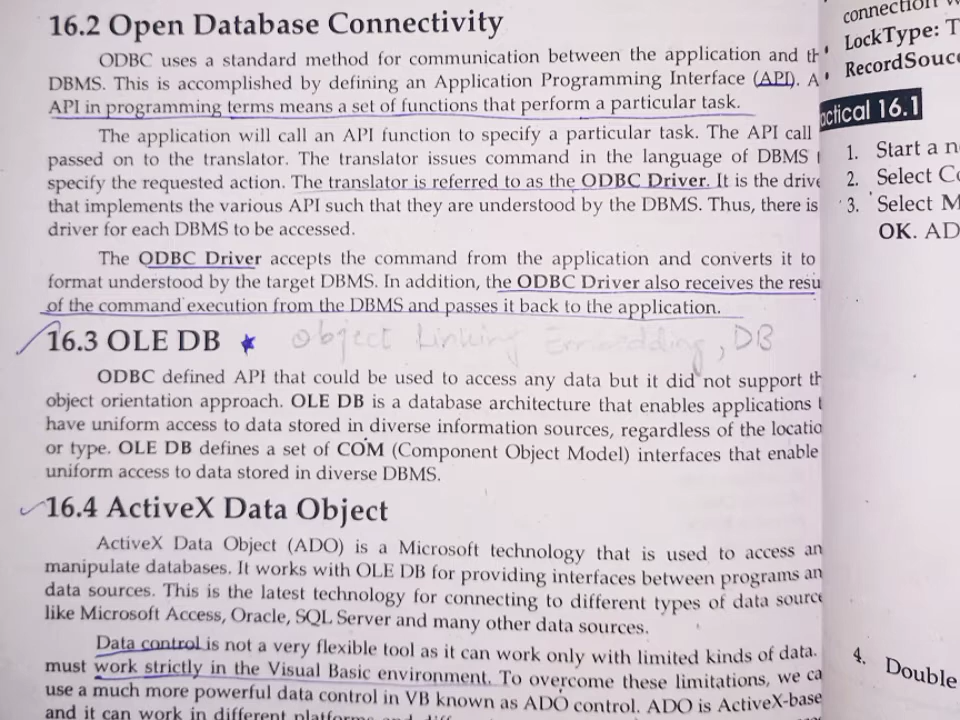 16.2 Open Database Connectivity
ODBC uses a standard method for communication between the application and th
DBMS. This is accomplished by defining an Application Programming Interface (API). A
API in programming terms means a set of functions that perform a particular task.
The application will call an API function to specify a particular task. The API call
passed on to the translator. The translator issues command in the language of DBMS
specify the requested action. The translator is referred to as the ODBC Driver. It is the drive
that implements the various API such that they are understood by the DBMS. Thus, there is
driver for each DBMS to be accessed.
The ODBC Driver accepts the command from the application and converts it to
format understood by the target DBMS. In addition, the ODBC Driver also receives the resu
of the command execution from the DBMS and passes it back to the application.
16.3 OLE DB Object Linking Embedding, DB
ODBC defined API that could be used to access any data but it did not support th
object orientation approach. OLE DB is a database architecture that enables applications t
have uniform access to data stored in diverse information sources, regardless of the locatio
or type. OLE DB defines a set of COM (Component Object Model) interfaces that enable
uniform access to data stored in diverse DBMS.
16.4 ActiveX Data Object
ActiveX Data Object (ADO) is a Microsoft technology that is used to access an
manipulate databases. It works with OLE DB for providing interfaces between programs an
data sources. This is the latest technology for connecting to different types of data source
like Microsoft Access, Oracle, SQL Server and many other data sources.
Data control is not a very flexible tool as it can work only with limited kinds of data.
must work strictly in the Visual Basic environment. To overcome these limitations, we ca
use a much more powerful data control in VB known as ADO control. ADO is ActiveX-base
and it can work in different platforms and
connection
LockType: T
RecordSouce
actical 16.1
1. Start a n
2. Select Co
3. Select M
OK. AD
4. Double